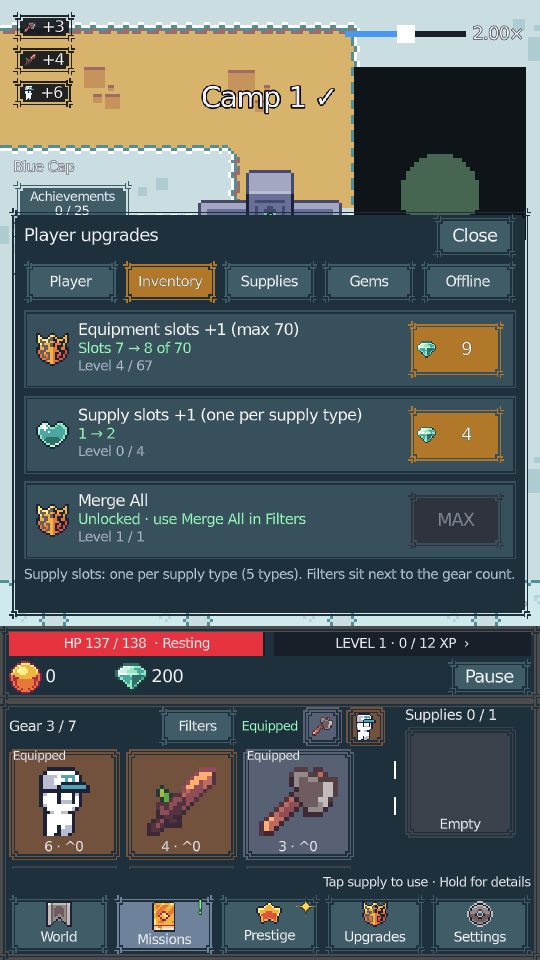 +3
2.00×
+4
+6
Camp 1 ✓
Blue Cap
Achievements
0 / 25
Player upgrades
Close
Player
Inventory
Supplies
Gems
Offline
Equipment slots +1 (max 70)
Slots 7 → 8 of 70
Level 4 / 67
9
Supply slots +1 (one per supply type)
1 → 2
Level 0 / 4
4
Merge All
Unlocked · use Merge All in Filters
Level 1 / 1
MAX
Supply slots: one per supply type (5 types). Filters sit next to the gear count.
HP 137 / 138 · Resting
LEVEL 1 · 0 / 12 XP ›
0
200
Pause
Gear 3 / 7
Filters
Equipped
Supplies 0 / 1
Equipped
6 · ^0
4 · ^0
Equipped
3 · ^0
Empty
Tap supply to use · Hold for details
World
Missions
!
Prestige
Upgrades
Settings